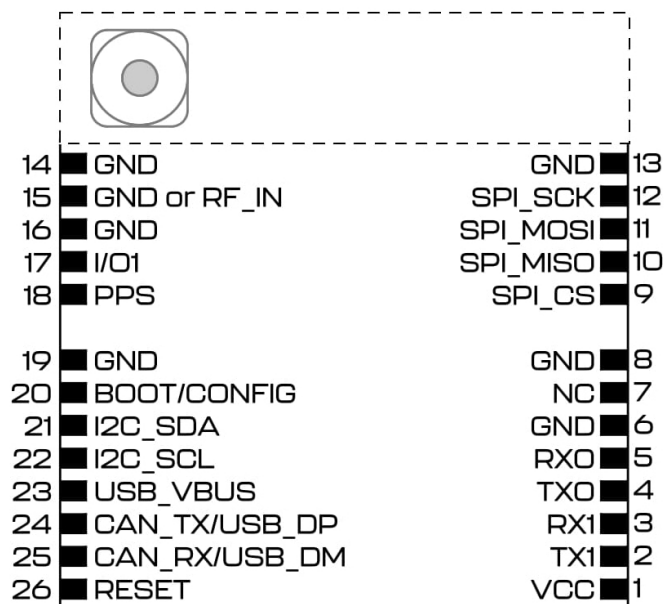 14 GND GND 13
15 GND or RF_IN SPI_SCK 12
16 GND SPI_MOSI 11
17 I/O1 SPI_MISO 10
18 PPS SPI_CS 9
19 GND GND 8
20 BOOT/CONFIG NC 7
21 I2C_SDA GND 6
22 I2C_SCL RX0 5
23 USB_VBUS TX0 4
24 CAN_TX/USB_DP RX1 3
25 CAN_RX/USB_DM TX1 2
26 RESET VCC 1